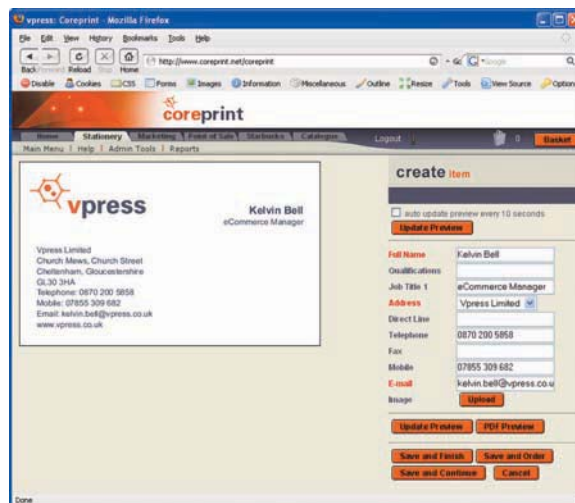 vpress: Coreprint - Mozilla Firefox
File Edit View History Bookmarks Tools Help
Back Forward Reload Stop Home
http://www.coreprint.net/coreprint
Google
Disable Cookies CSS Forms Images Information Miscellaneous Outline Resize Tools View Source Option
coreprint
Home Stationery Marketing Point of Sale Starbucks Catalogue Logout 0 Basket
Main Menu | Help | Admin Tools | Reports
vpress
Kelvin Bell
eCommerce Manager
Vpress Limited
Church Mews, Church Street
Cheltenham, Gloucestershire
GL30 3HA
Telephone: 0870 200 5858
Mobile: 07855 309 682
Email: kelvin.bell@vpress.co.uk
www.vpress.co.uk
create item
auto update preview every 10 seconds
Update Preview
Full Name Kelvin Bell
Qualifications
Job Title 1 eCommerce Manager
Address Vpress Limited
Direct Line
Telephone 0870 200 5858
Fax
Mobile 07855 309 682
E-mail kelvin.bell@vpress.co.u
Image Upload
Update Preview PDF Preview
Save and Finish Save and Order
Save and Continue Cancel
Done